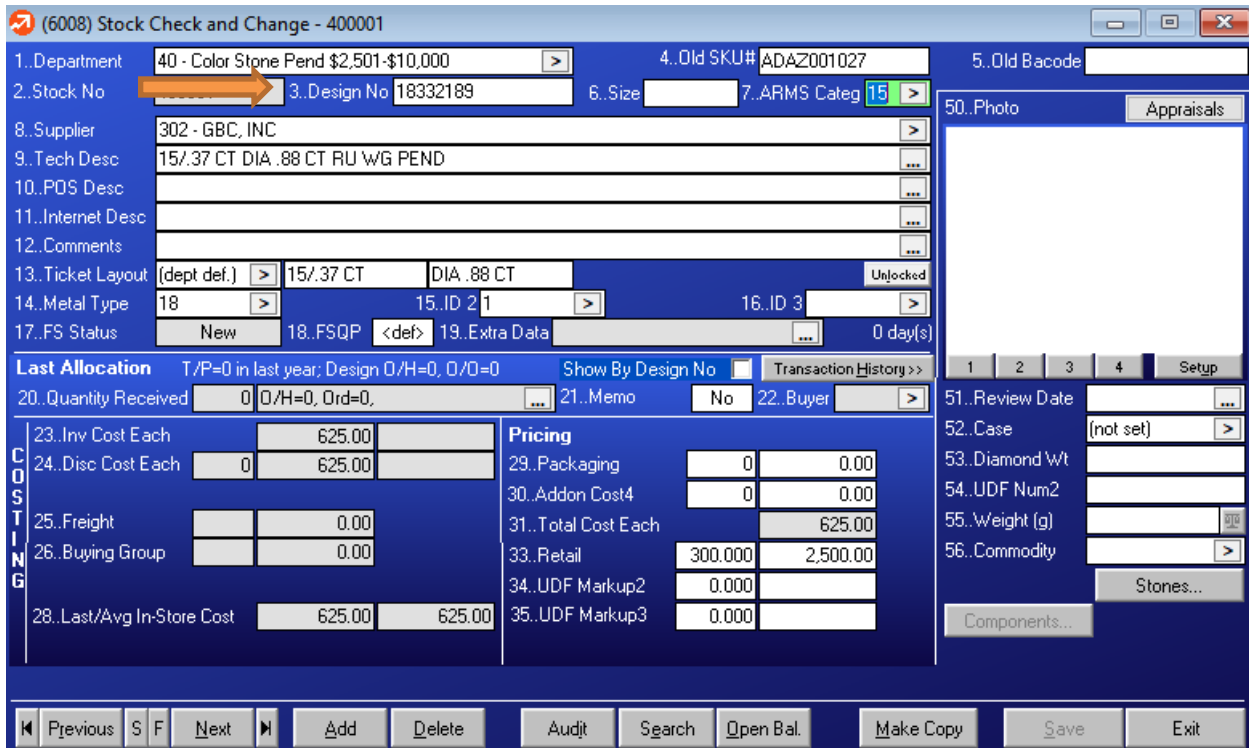 (6008) Stock Check and Change - 400001
1..Department 40 - Color Stone Pend $2,501-$10,000 > 4..Old SKU# ADAZ001027 5..Old Bacode
2..Stock No 3..Design No 18332189 6..Size 7..ARMS Categ 15 >
50..Photo Appraisals
8..Supplier 302 - GBC, INC >
9..Tech Desc 15/.37 CT DIA .88 CT RU WG PEND ...
10..POS Desc ...
11..Internet Desc ...
12..Comments ...
13..Ticket Layout (dept def.) > 15/.37 CT DIA .88 CT Unlocked
14..Metal Type 18 > 15..ID 2 1 > 16..ID 3 >
17..FS Status New 18..FSQP <def> 19..Extra Data ... 0 day(s)
Last Allocation T/P=0 in last year; Design O/H=0, O/O=0 Show By Design No Transaction History >> 1 2 3 4 Setup
20..Quantity Received 0 O/H=0, Ord=0, ... 21..Memo No 22..Buyer > 51..Review Date ...
23..Inv Cost Each 625.00 Pricing 52..Case (not set) >
COSTING
24..Disc Cost Each 0 625.00 29..Packaging 0 0.00 53..Diamond Wt
30..Addon Cost4 0 0.00 54..UDF Num2
25..Freight 0.00 31..Total Cost Each 625.00 55..Weight (g)
26..Buying Group 0.00 33..Retail 300.000 2,500.00 56..Commodity >
34..UDF Markup2 0.000 Stones...
28..Last/Avg In-Store Cost 625.00 625.00 35..UDF Markup3 0.000 Components...
Previous S F Next Add Delete Audit Search Open Bal. Make Copy Save Exit